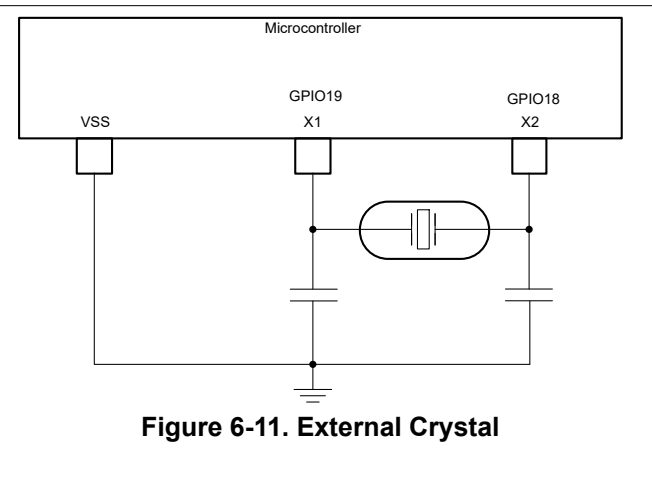 Microcontroller
GPIO19
GPIO18
VSS
X1
X2
Figure 6-11. External Crystal